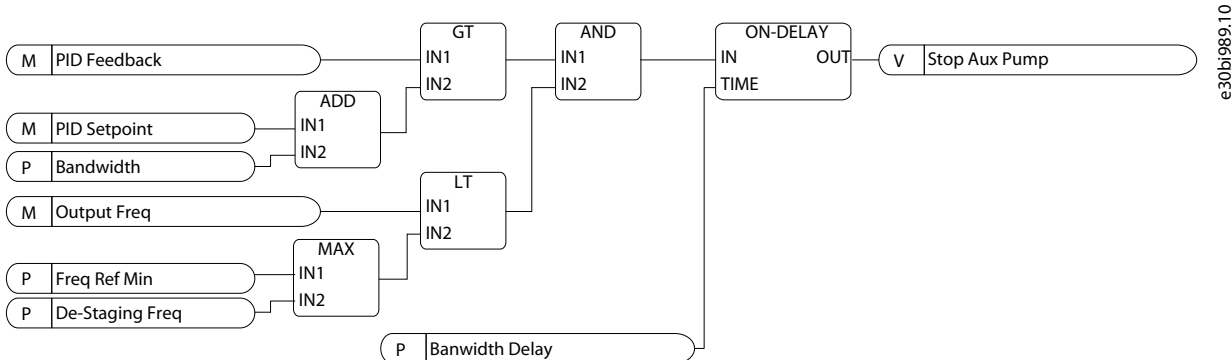 e30bi989.10
GT
AND
ON-DELAY
M PID Feedback
IN1
IN1
IN
OUT
V Stop Aux Pump
IN2
IN2
TIME
ADD
M PID Setpoint
IN1
P Bandwidth
IN2
LT
M Output Freq
IN1
IN2
MAX
P Freq Ref Min
IN1
P De-Staging Freq
IN2
P Banwidth Delay